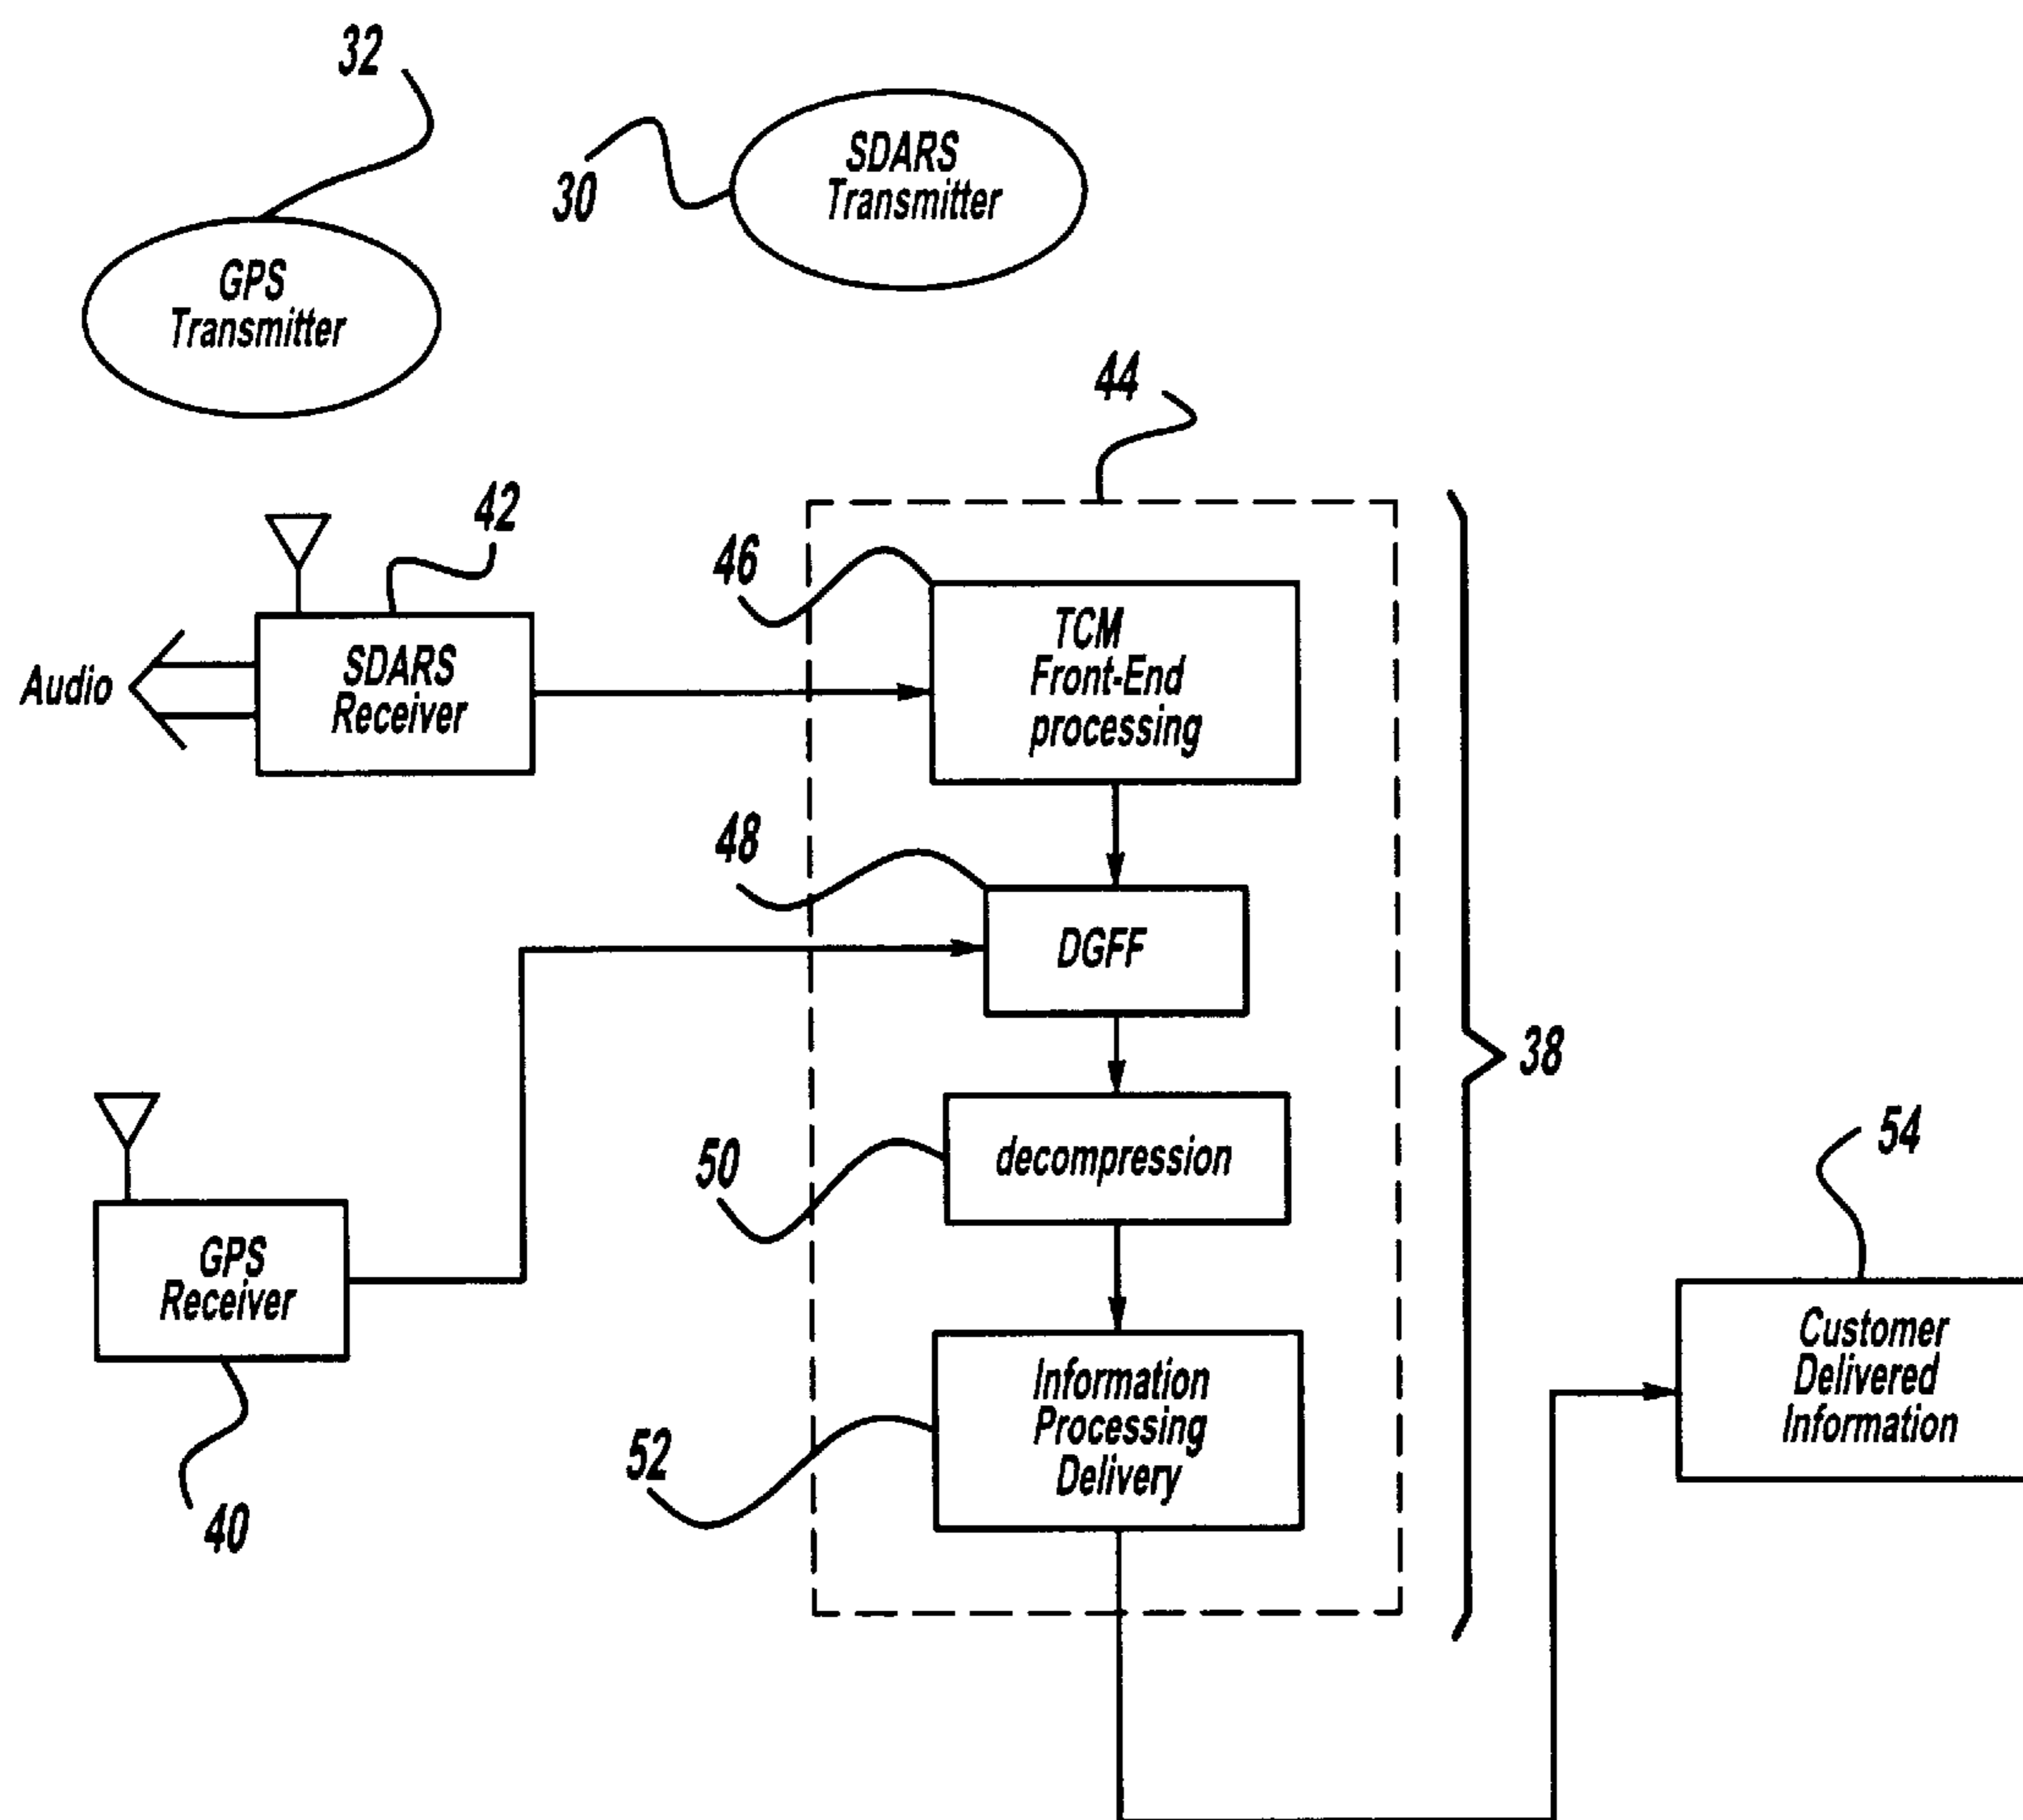 32
SDARS
Transmitter
30
GPS
Transmitter
44
42
46
TCM
Front-End
processing
Audio
SDARS
Receiver
48
DGFF
38
50
decompression
54
GPS
Receiver
Customer
Delivered
Information
52
Information
Processing
Delivery
40